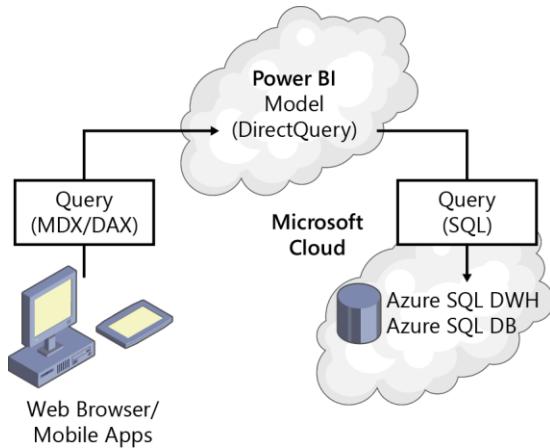 Power BI
Model
(DirectQuery)
Query
(MDX/DAX)
Query
(SQL)
Microsoft
Cloud
Azure SQL DWH
Azure SQL DB
Web Browser/
Mobile Apps